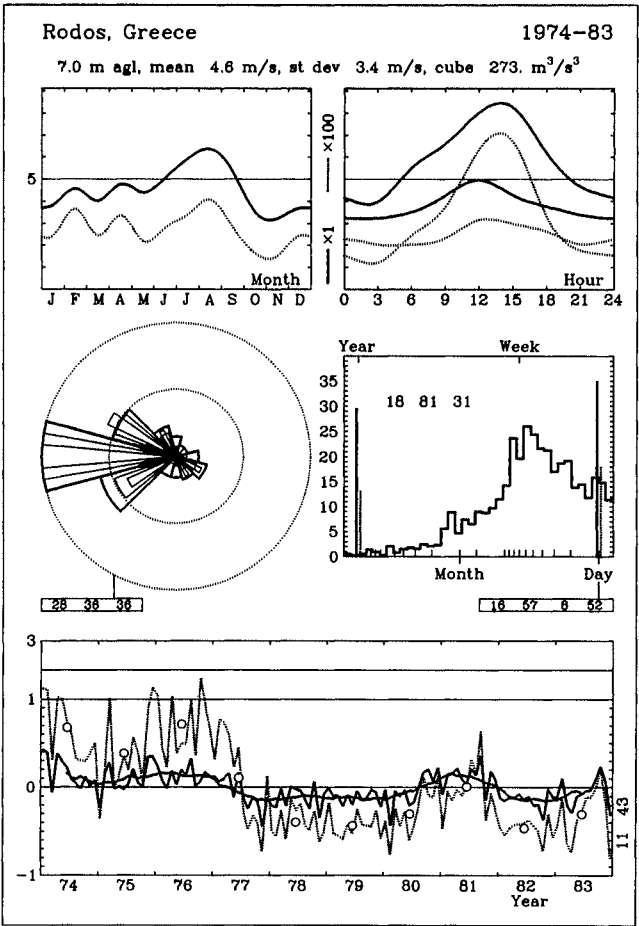 Rodos, Greece 1974-83
7.0 m agl, mean 4.6 m/s, st dev 3.4 m/s, cube 273. m³/s³
5
×1 ×100
Month
Hour
J F M A M J J A S O N D
0 3 6 9 12 15 18 21 24
Year Week
35
30
25
20
15
10
5
0
18 81 31
Month Day
28 36 36
16 57 6 52
3
1
0
-1
11 43
74 75 76 77 78 79 80 81 82 83
Year